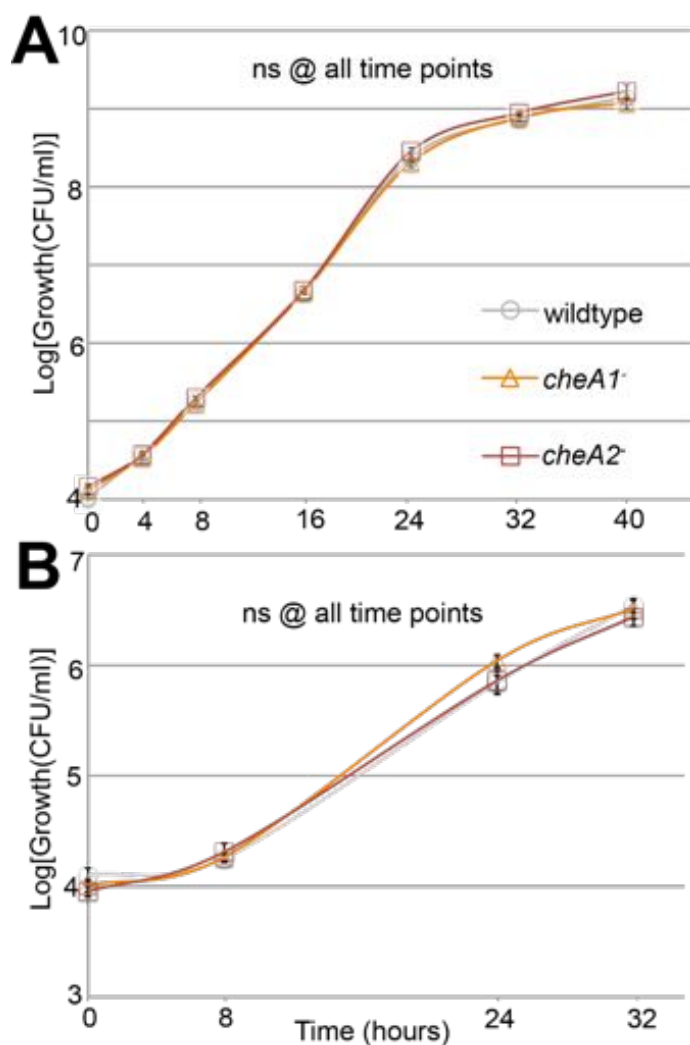 A
10
ns @ all time points
8
Log[Growth(CFU/ml)]
6
wildtype
cheA1-
cheA2-
4
0 4 8 16 24 32 40
B
7
ns @ all time points
6
Log[Growth(CFU/ml)]
5
4
3
0 8 24 32
Time (hours)